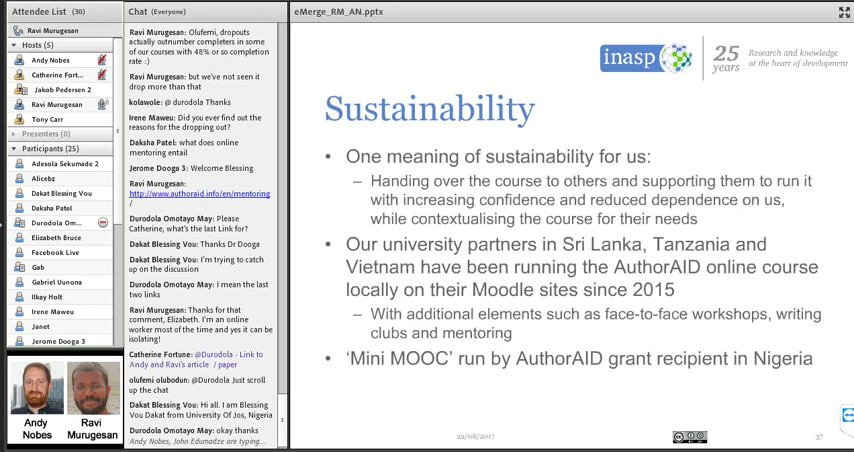 Attendee List (30)
Ravi Murugesan
Hosts (5)
Andy Nobes
Catherine Fort...
Jakob Pedersen 2
Ravi Murugesan
Tony Carr
Presenters (0)
Participants (25)
Adesola Sekumade 2
Alicebz
Dakat Blessing Vou
Daksha Patel
Durodola Om...
Elizabeth Bruce
Facebook Live
Gab
Gabriel Uunona
Ilkay Holt
Irene Maweu
Janet
Jerome Dooga 3
Andy
Nobes
Ravi
Murugesan
Chat (Everyone)
Ravi Murugesan: Olufemi, dropouts
actually outnumber completers in some
of our courses with 48% or so completion
rate :)
Ravi Murugesan: but we've not seen it
drop more than that
kolawole: @ durodola Thanks
Irene Maweu: Did you ever find out the
reasons for the dropping out?
Daksha Patel: what does online
mentoring entail
Jerome Dooga 3: Welcome Blessing
Ravi Murugesan:
http://www.authoraid.info/en/mentoring
/
Durodola Omotayo May: Please
Catherine, what's the last Link for?
Dakat Blessing Vou: Thanks Dr Dooga
Dakat Blessing Vou: I'm trying to catch
up on the discussion
Durodola Omotayo May: I mean the last
two links
Ravi Murugesan: Thanks for that
comment, Elizabeth. I'm an online
worker most of the time and yes it can be
isolating!
Catherine Fortune: @Durodola - Link to
Andy and Ravi's article / paper
olufemi olubodun: @Durodola Just scroll
up the chat
Dakat Blessing Vou: Hi all. I am Blessing
Vou Dakat from University Of Jos, Nigeria
Durodola Omotayo May: okay thanks
Andy Nobes, John Edumadze are typing...
eMerge_RM_AN.pptx
inasp
25
years
Research and knowledge
at the heart of development
Sustainability
• One meaning of sustainability for us:
– Handing over the course to others and supporting them to run it
with increasing confidence and reduced dependence on us,
while contextualising the course for their needs
• Our university partners in Sri Lanka, Tanzania and
Vietnam have been running the AuthorAID online course
locally on their Moodle sites since 2015
– With additional elements such as face-to-face workshops, writing
clubs and mentoring
• ‘Mini MOOC’ run by AuthorAID grant recipient in Nigeria
22/08/2017
37